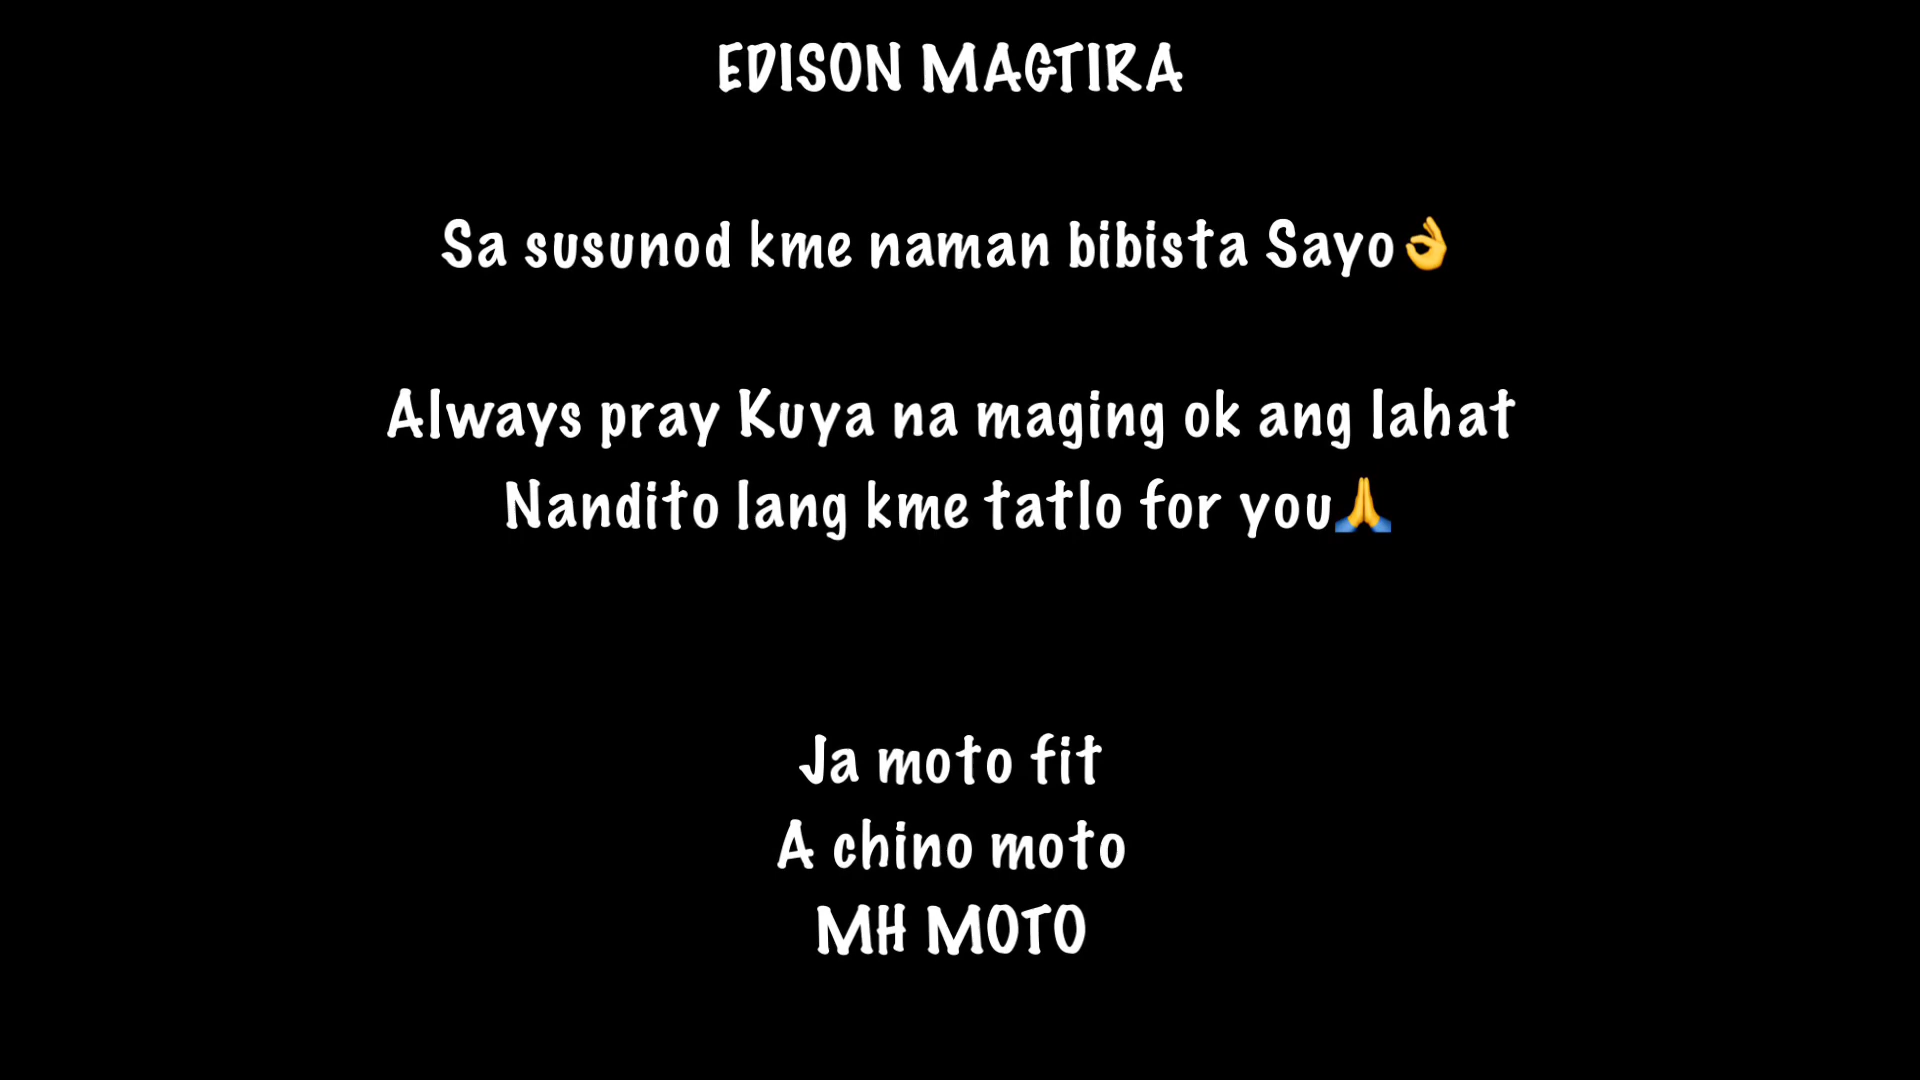 EDISON MAGTIRA
Sa susunod kme naman bibista Sayo👌
Always pray Kuya na maging ok ang lahat
Nandito lang kme tatlo for you🙏
Ja moto fit
A chino moto
MH MOTO